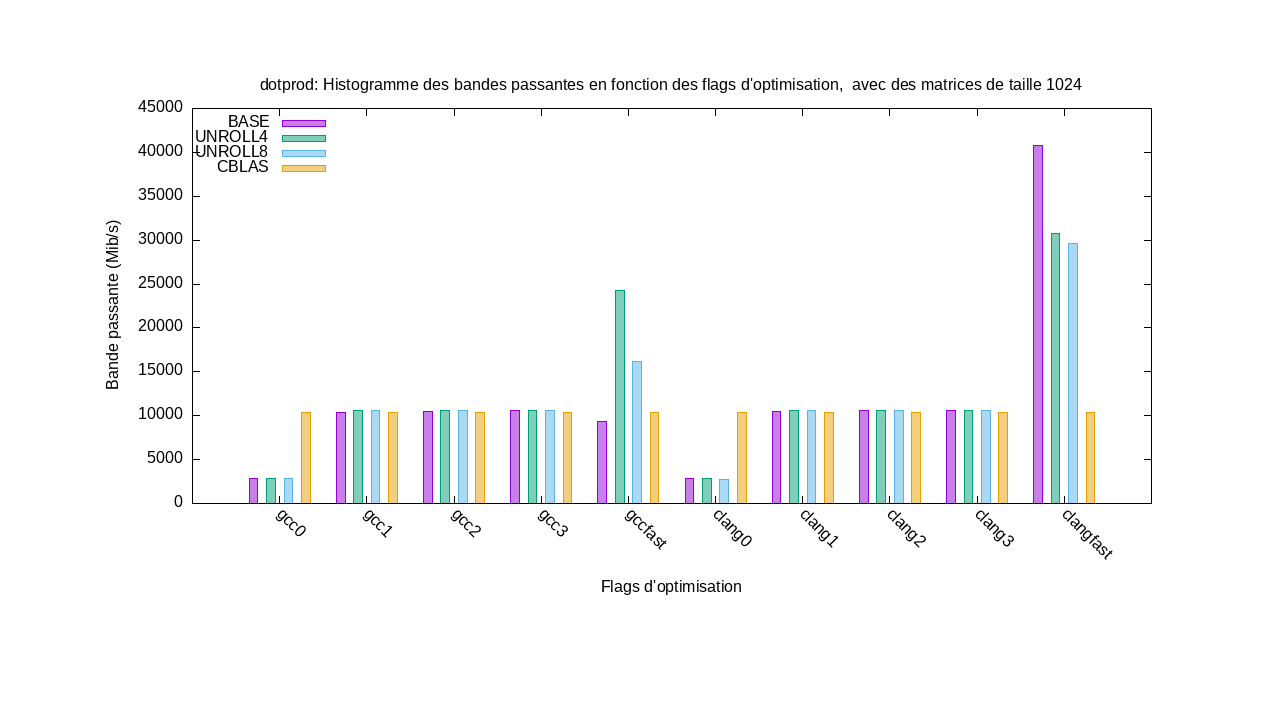 dotprod: Histogramme des bandes passantes en fonction des flags d'optimisation,  avec des matrices de taille 1024
45000
40000
35000
30000
25000
20000
15000
10000
5000
0
Bande passante (Mib/s)
BASE
UNROLL4
UNROLL8
CBLAS
gcc0
gcc1
gcc2
gcc3
gccfast
clang0
clang1
clang2
clang3
clangfast
Flags d'optimisation